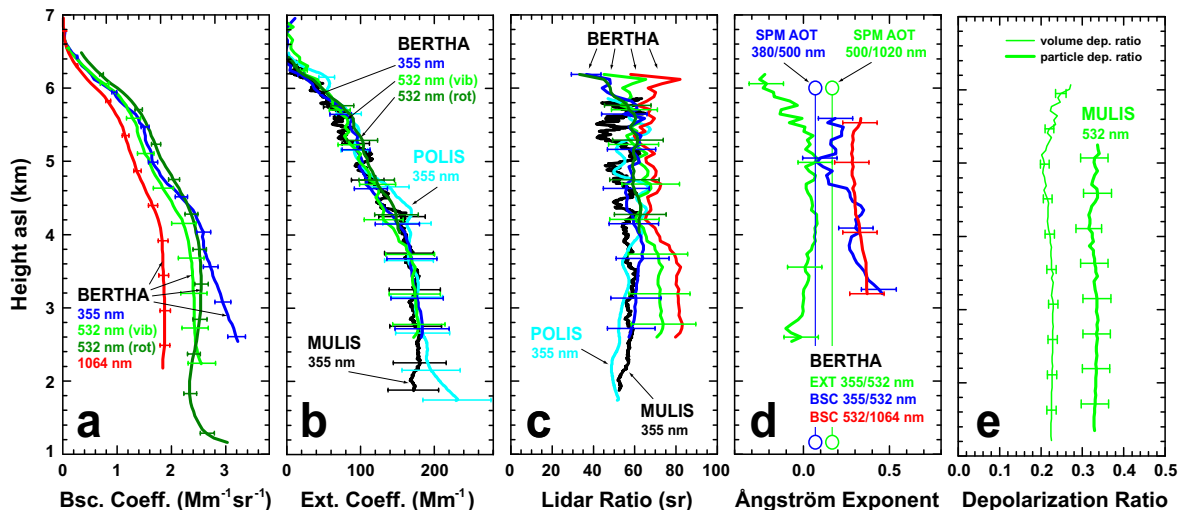 7
6
5
4
3
2
1
Height asl (km)
BERTHA
355 nm
532 nm (vib)
532 nm (rot)
1064 nm
a
0 1 2 3
Bsc. Coeff. (Mm⁻¹sr⁻¹)
BERTHA
355 nm
532 nm (vib)
532 nm (rot)
POLIS
355 nm
MULIS
355 nm
b
0 100 200
Ext. Coeff. (Mm⁻¹)
BERTHA
POLIS
355 nm
MULIS
355 nm
c
0 20 40 60 80 100
Lidar Ratio (sr)
SPM AOT
380/500 nm
SPM AOT
500/1020 nm
BERTHA
EXT 355/532 nm
BSC 355/532 nm
BSC 532/1064 nm
d
0.0 0.5
Ångström Exponent
volume dep. ratio
particle dep. ratio
MULIS
532 nm
e
0.0 0.1 0.2 0.3 0.4 0.5
Depolarization Ratio